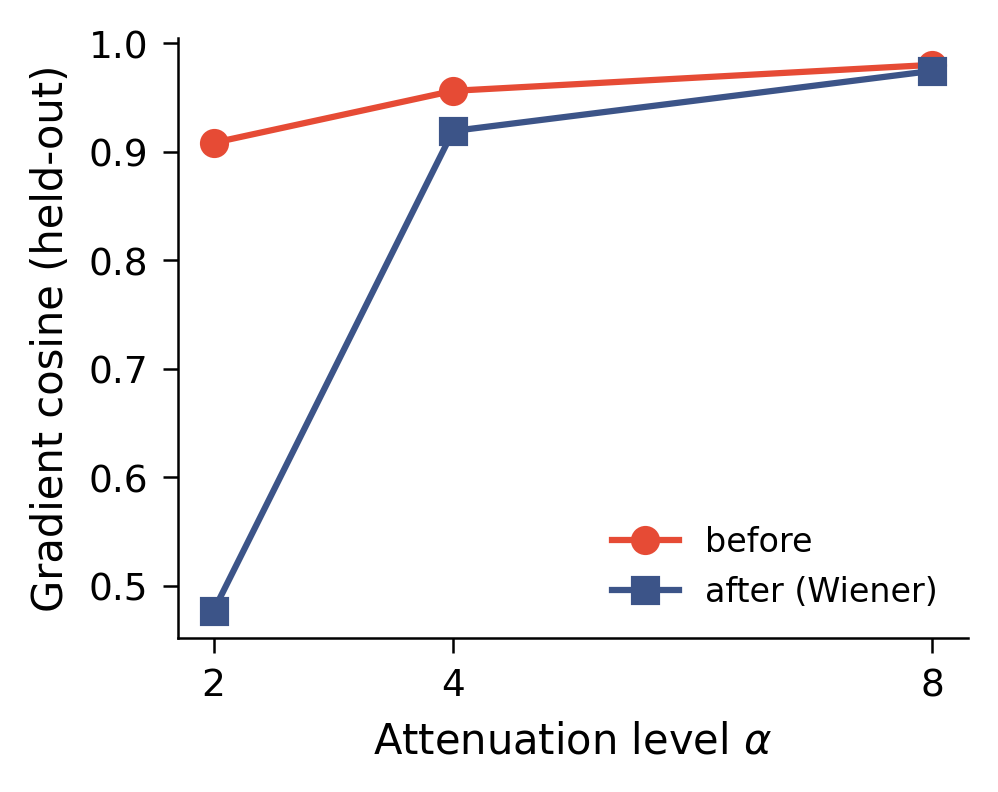 Gradient cosine (held-out)
1.0
0.9
0.8
0.7
0.6
0.5
before
after (Wiener)
2 4 8
Attenuation level α